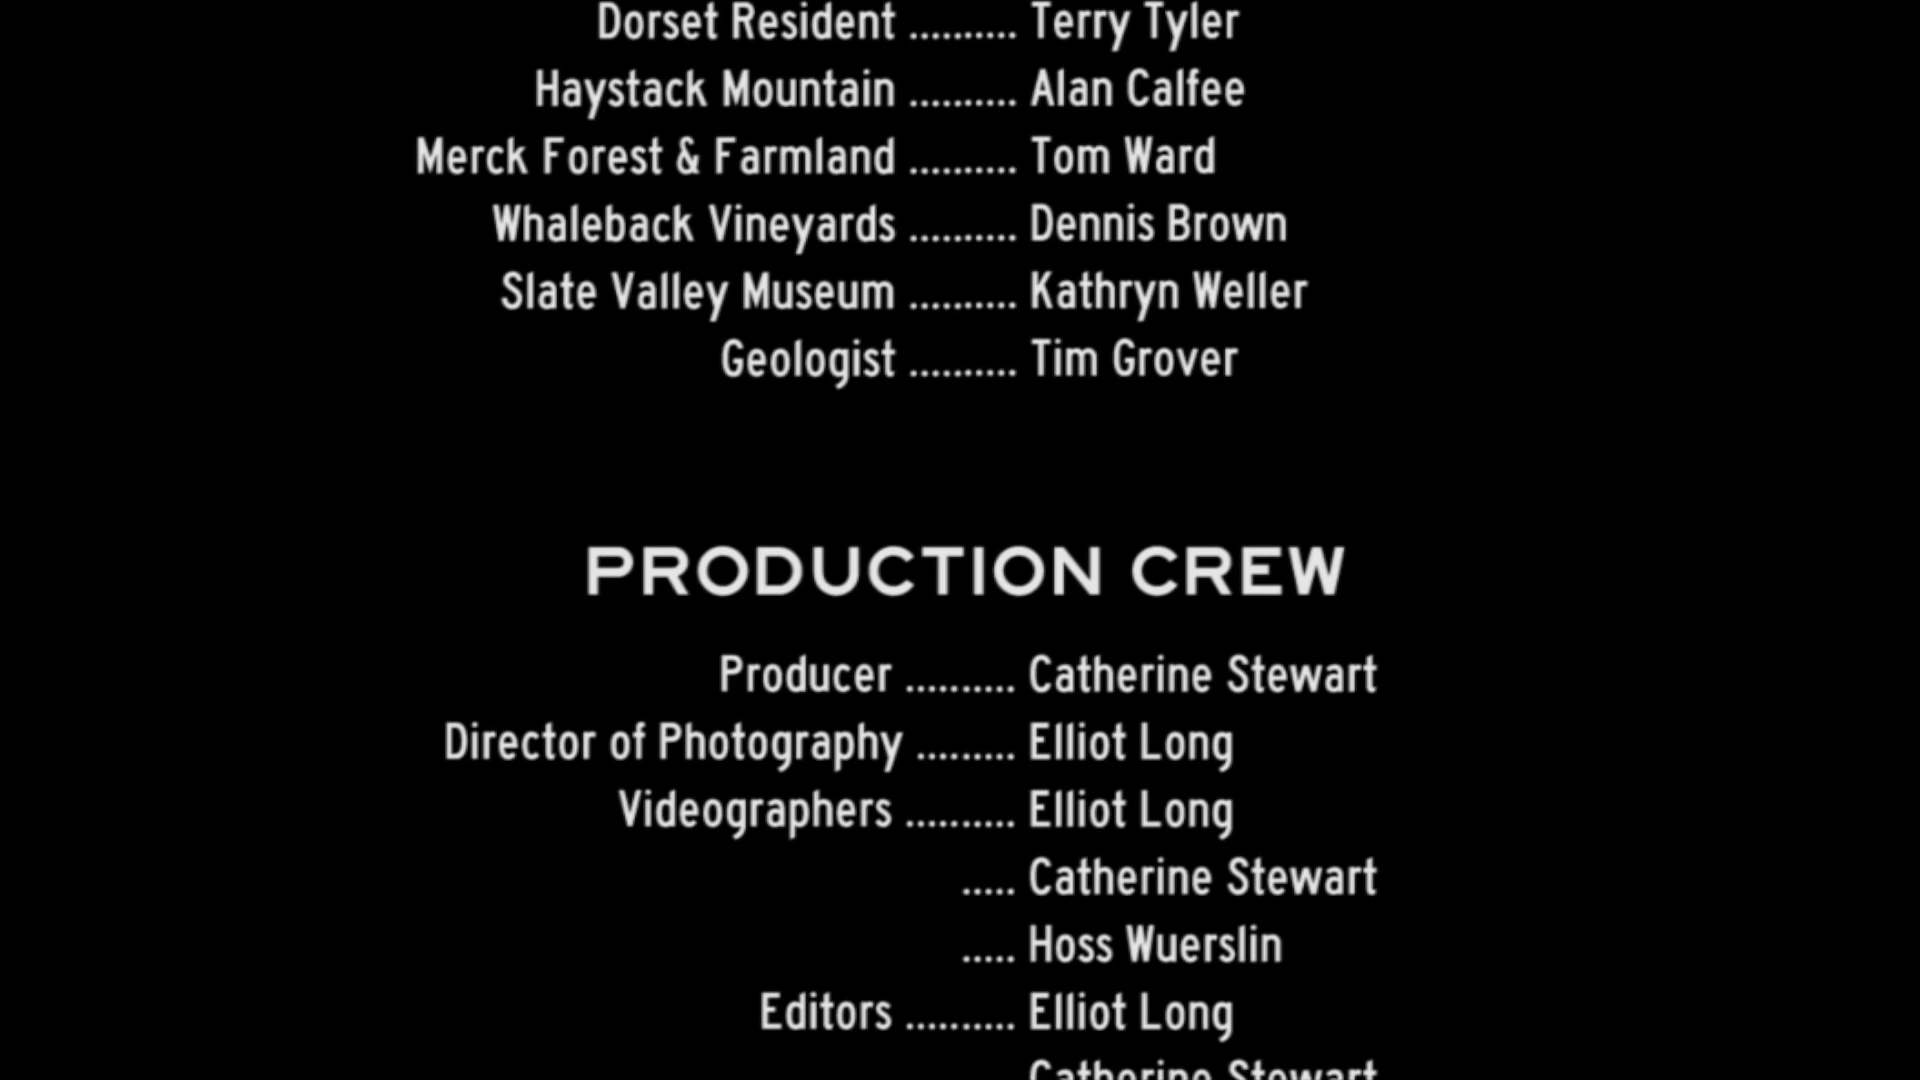 Dorset Resident .......... Terry Tyler
Haystack Mountain .......... Alan Calfee
Merck Forest & Farmland .......... Tom Ward
Whaleback Vineyards .......... Dennis Brown
Slate Valley Museum .......... Kathryn Weller
Geologist .......... Tim Grover
PRODUCTION CREW
Producer .......... Catherine Stewart
Director of Photography ......... Elliot Long
Videographers .......... Elliot Long
..... Catherine Stewart
..... Hoss Wuerslin
Editors .......... Elliot Long
Catherine Stewart